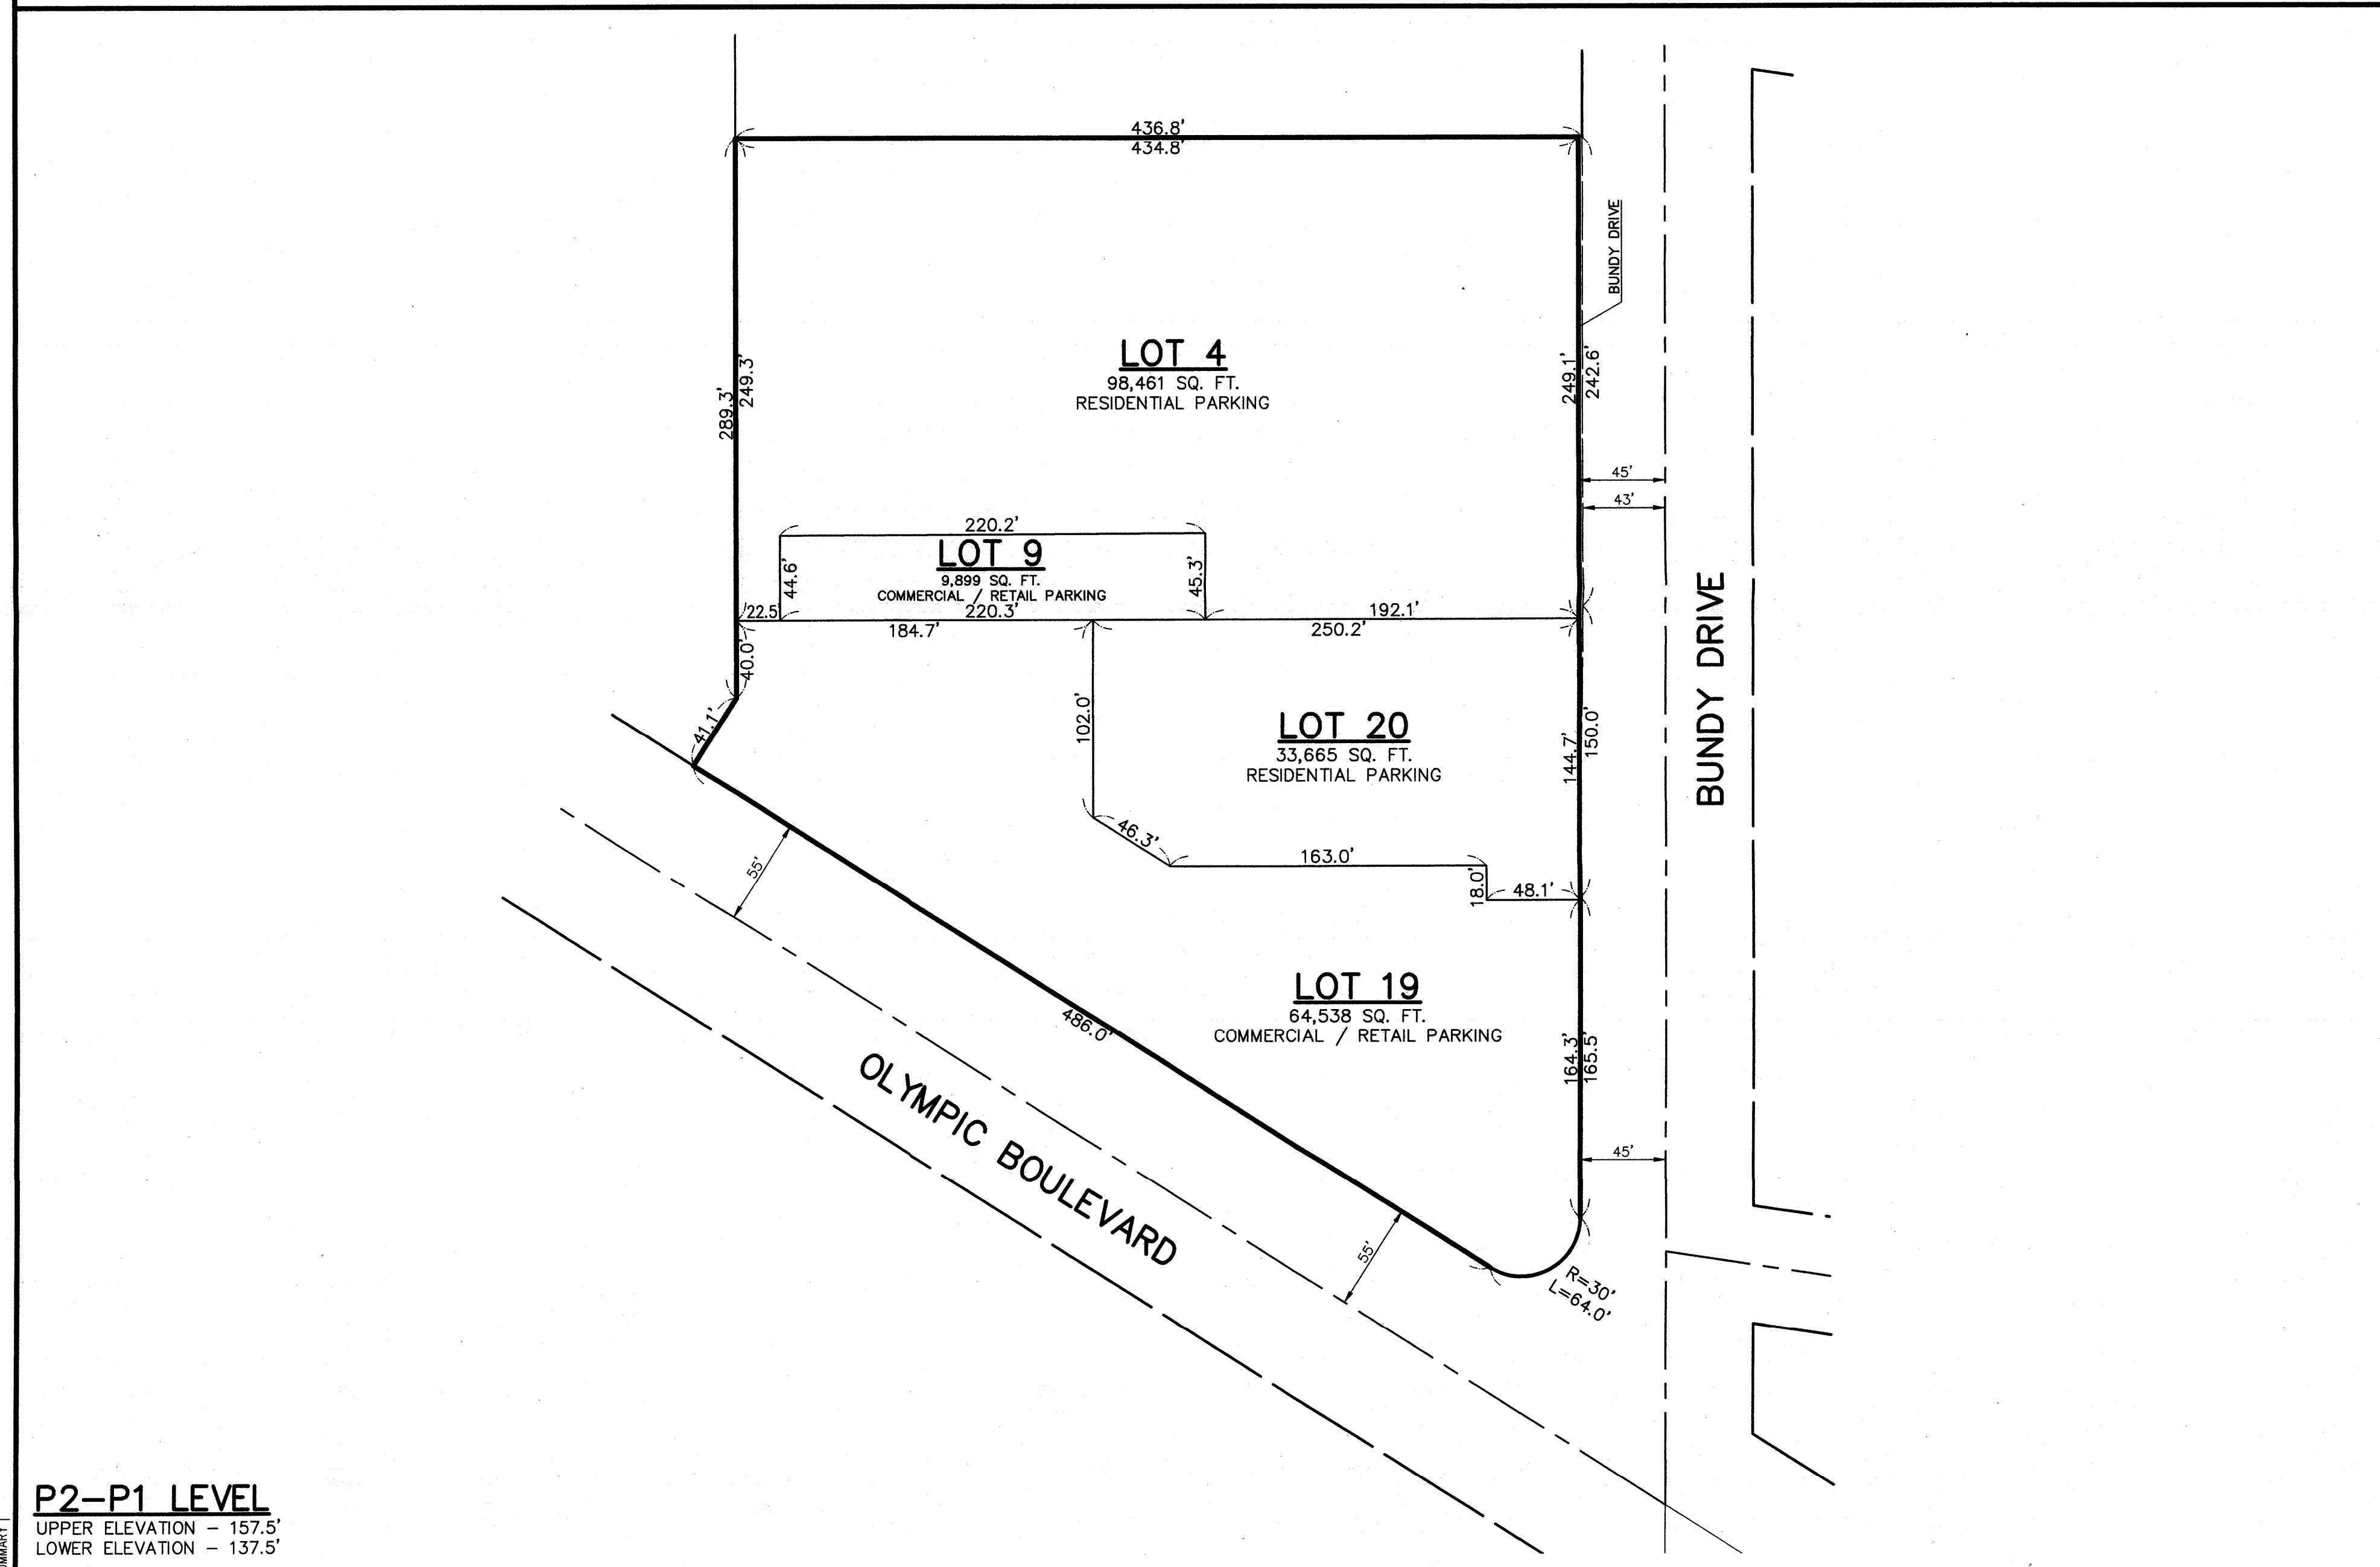 436.8'
434.8'
BUNDY DRIVE
289.3'
249.3'
LOT 4
98,461 SQ. FT.
RESIDENTIAL PARKING
249.1'
242.6'
45'
43'
220.2'
LOT 9
9,899 SQ. FT.
COMMERCIAL / RETAIL PARKING
44.6'
45.3'
22.5'
220.3'
192.1'
184.7'
250.2'
40.0'
41.1'
102.0'
LOT 20
33,665 SQ. FT.
RESIDENTIAL PARKING
144.7'
150.0'
BUNDY DRIVE
46.3'
163.0'
18.0'
48.1'
55'
LOT 19
64,538 SQ. FT.
COMMERCIAL / RETAIL PARKING
486.0'
164.3'
165.5'
OLYMPIC BOULEVARD
45'
55'
R=30'
L=64.0'
P2-P1 LEVEL
UPPER ELEVATION - 157.5'
LOWER ELEVATION - 137.5'